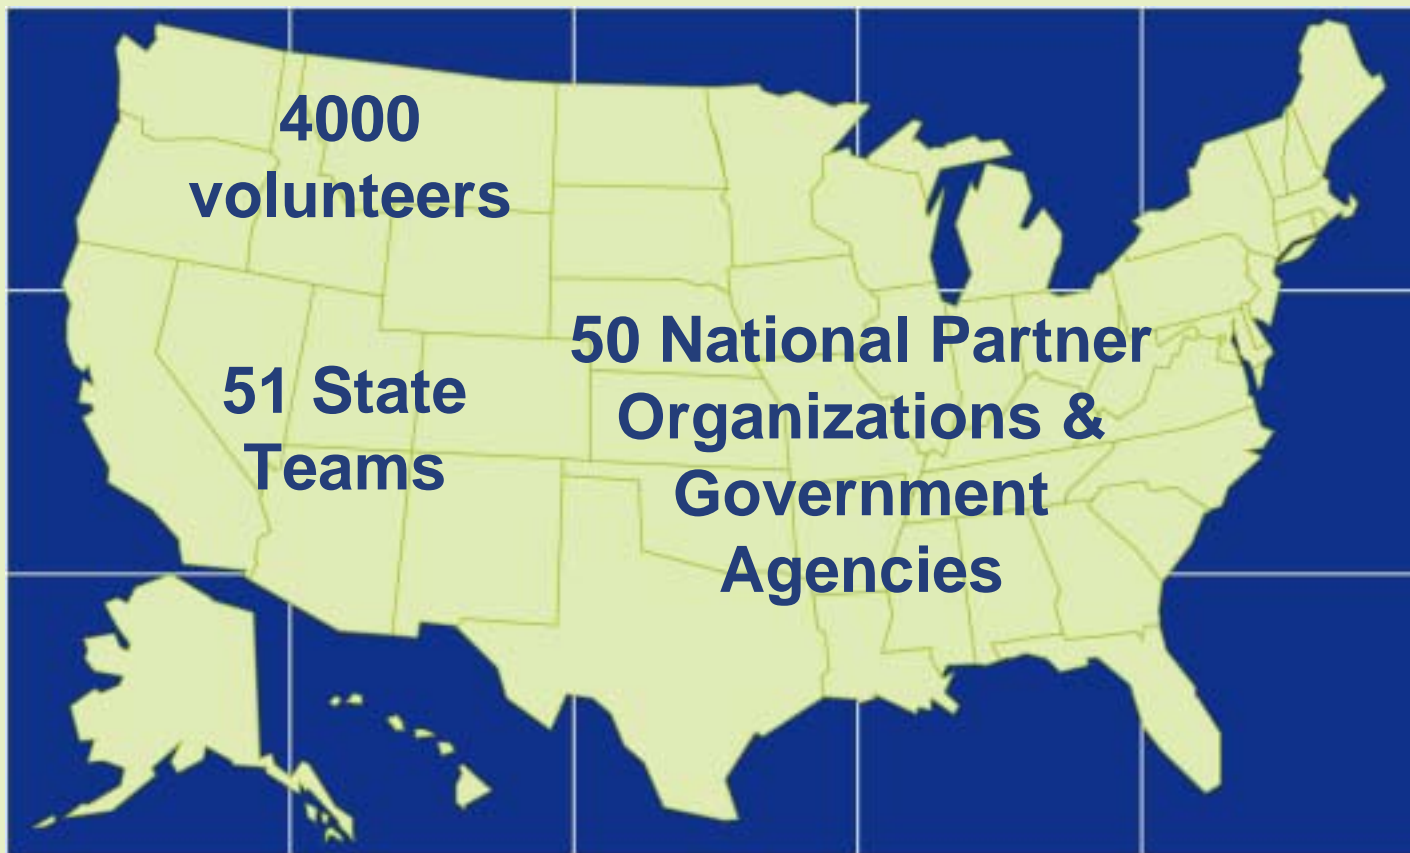 4000
volunteers
51 State
Teams
50 National Partner
Organizations &
Government
Agencies